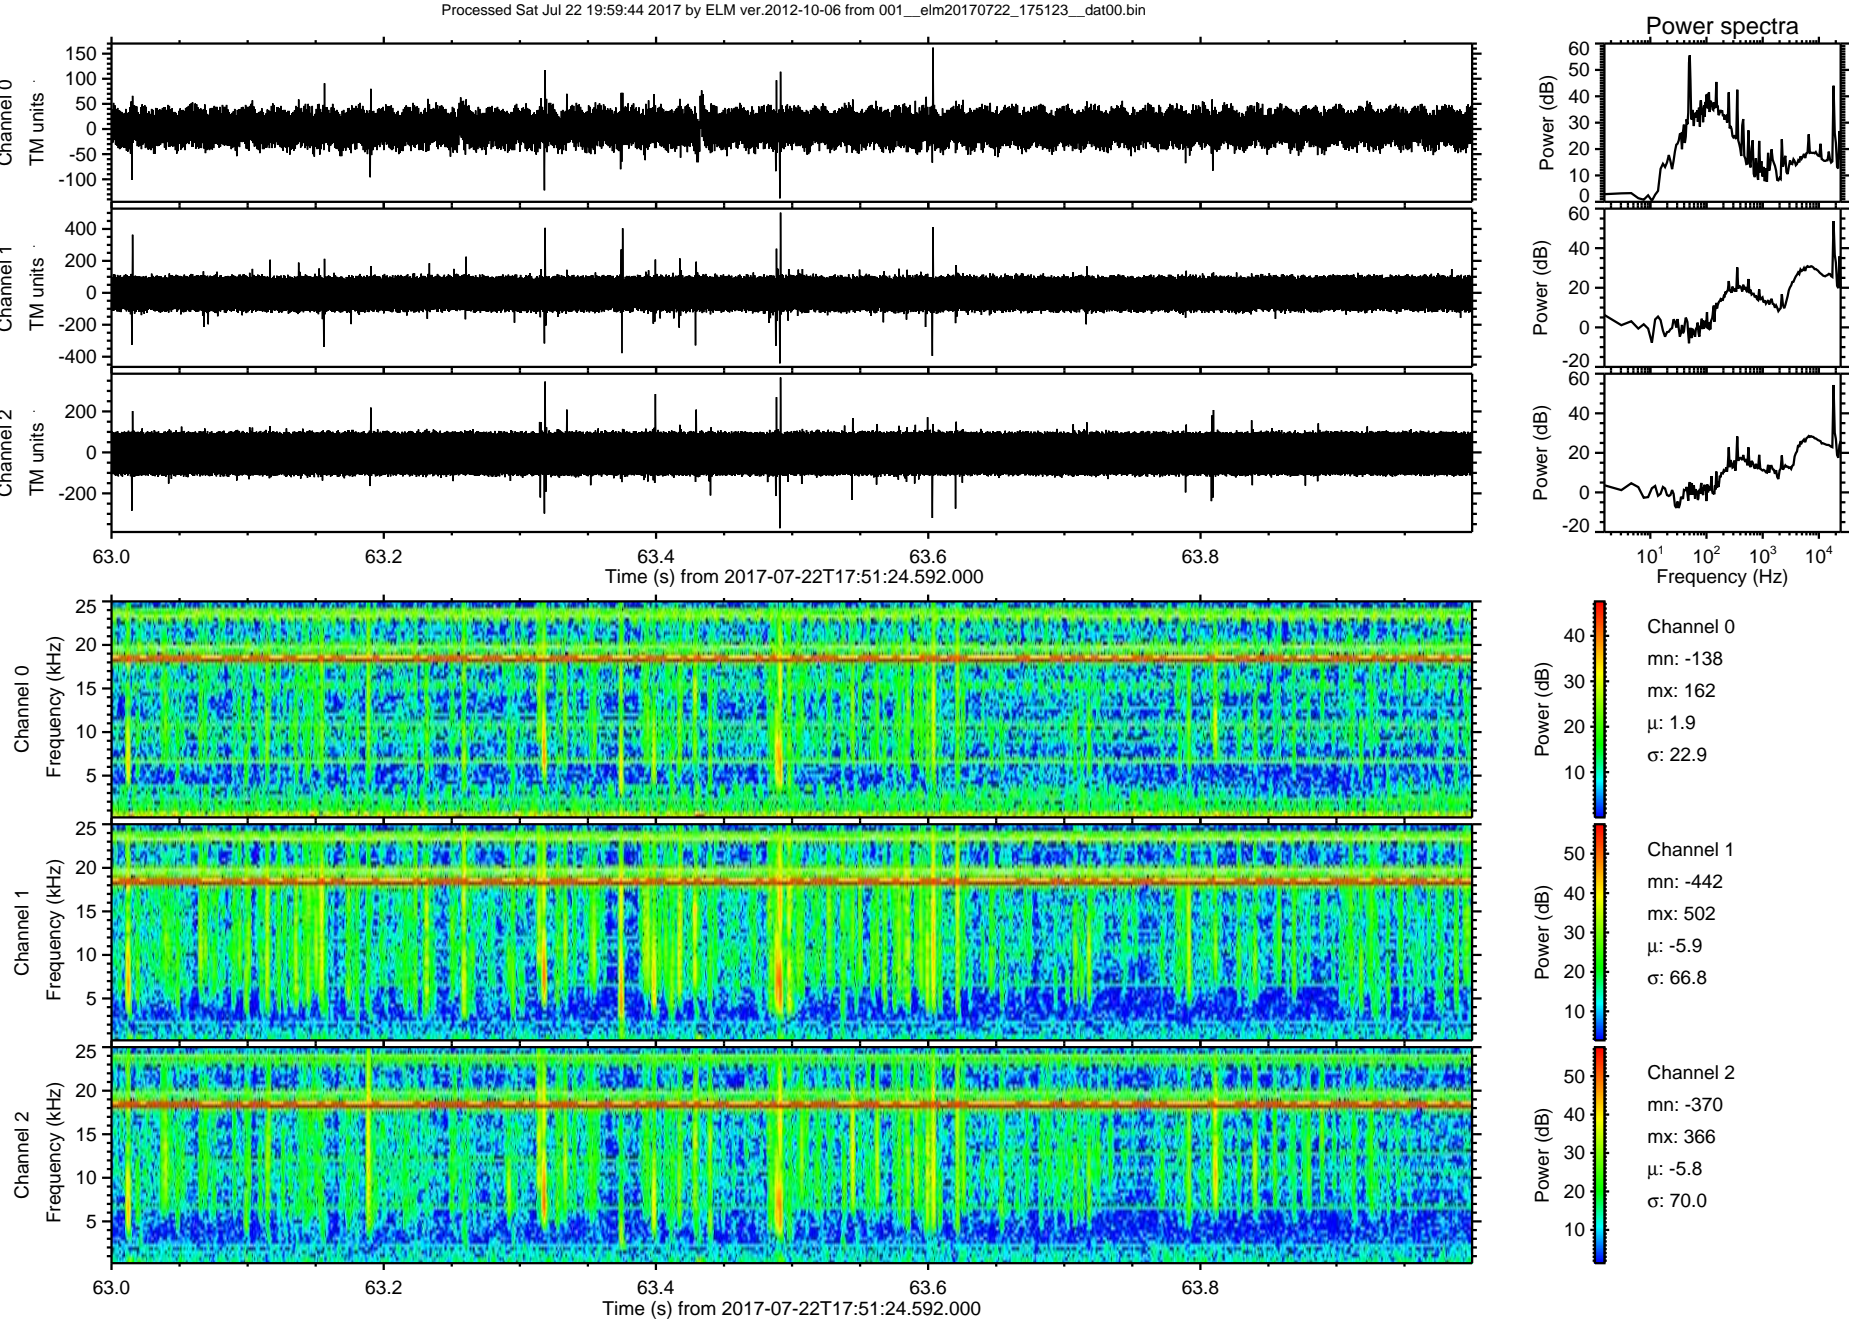 Processed Sat Jul 22 19:59:44 2017 by ELM ver.2012-10-06 from 001__elm20170722_175123__dat00.bin
Power spectra
Channel 0
TM units
150
100
50
0
-50
-100
Power (dB)
60
50
40
30
20
10
0
Channel 1
TM units
400
200
0
-200
-400
Power (dB)
60
40
20
0
-20
Channel 2
TM units
200
0
-200
Power (dB)
60
40
20
0
-20
63.0 63.2 63.4 63.6 63.8
Time (s) from 2017-07-22T17:51:24.592.000
10¹ 10² 10³ 10⁴
Frequency (Hz)
Channel 0
Frequency (kHz)
25
20
15
10
5
Power (dB)
40
30
20
10
Channel 0
mn: -138
mx: 162
μ: 1.9
σ: 22.9
Channel 1
Frequency (kHz)
25
20
15
10
5
Power (dB)
50
40
30
20
10
Channel 1
mn: -442
mx: 502
μ: -5.9
σ: 66.8
Channel 2
Frequency (kHz)
25
20
15
10
5
Power (dB)
50
40
30
20
10
Channel 2
mn: -370
mx: 366
μ: -5.8
σ: 70.0
63.0 63.2 63.4 63.6 63.8
Time (s) from 2017-07-22T17:51:24.592.000